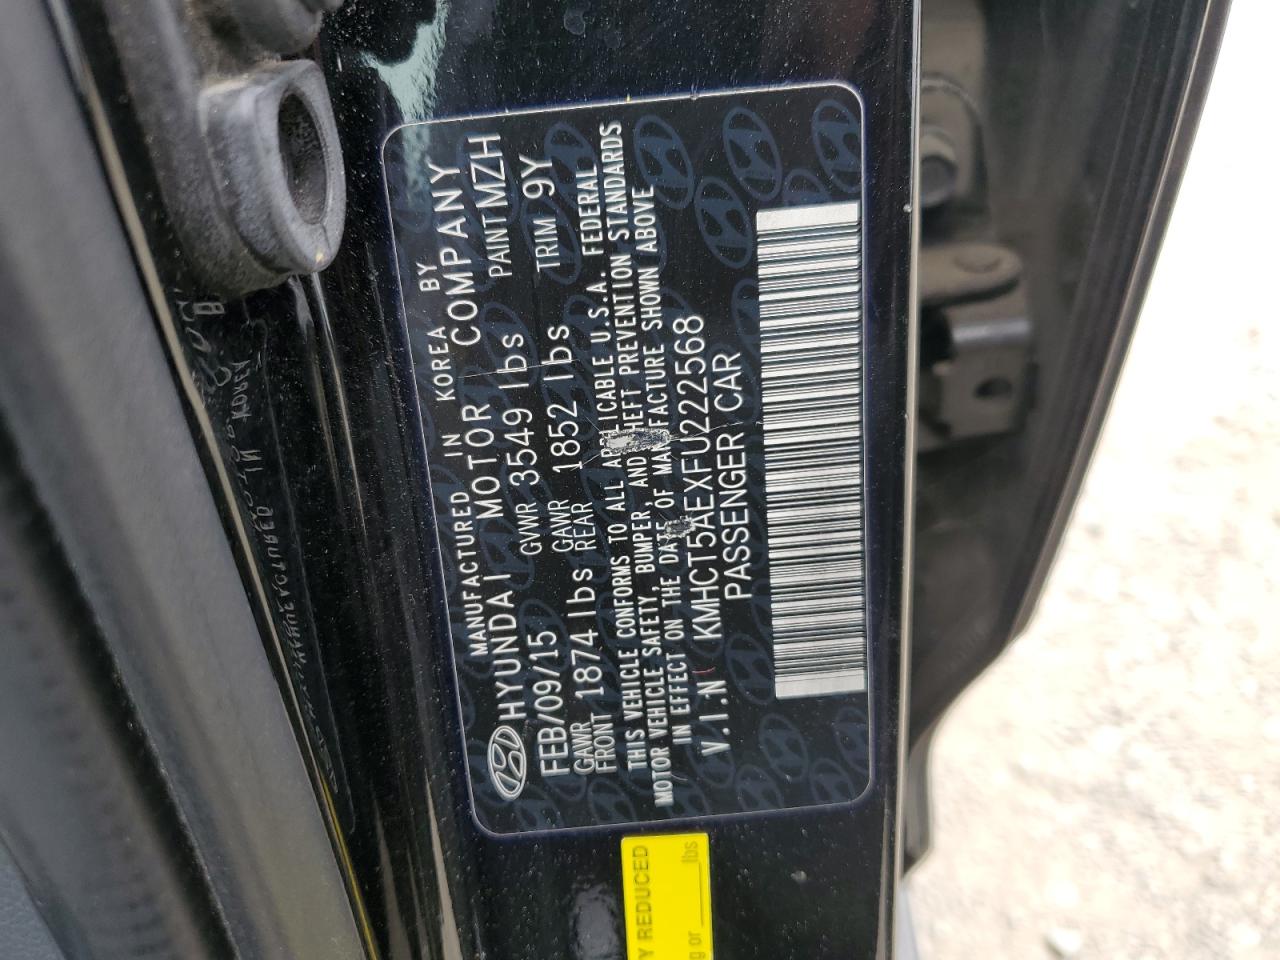 MANUFACTURED IN KOREA BY
HYUNDAI MOTOR COMPANY
FEB/09/15 GVWR 3549 lbs PAINT MZH
GAWR FRONT 1874 lbs GAWR REAR 1852 lbs TRIM 9Y
THIS VEHICLE CONFORMS TO ALL APPLICABLE U.S.A. FEDERAL
MOTOR VEHICLE SAFETY, BUMPER, AND THEFT PREVENTION STANDARDS
IN EFFECT ON THE DATE OF MANUFACTURE SHOWN ABOVE
V.I.N KMHCT5AEXFU222568
PASSENGER CAR
Y REDUCED
g or ____lbs